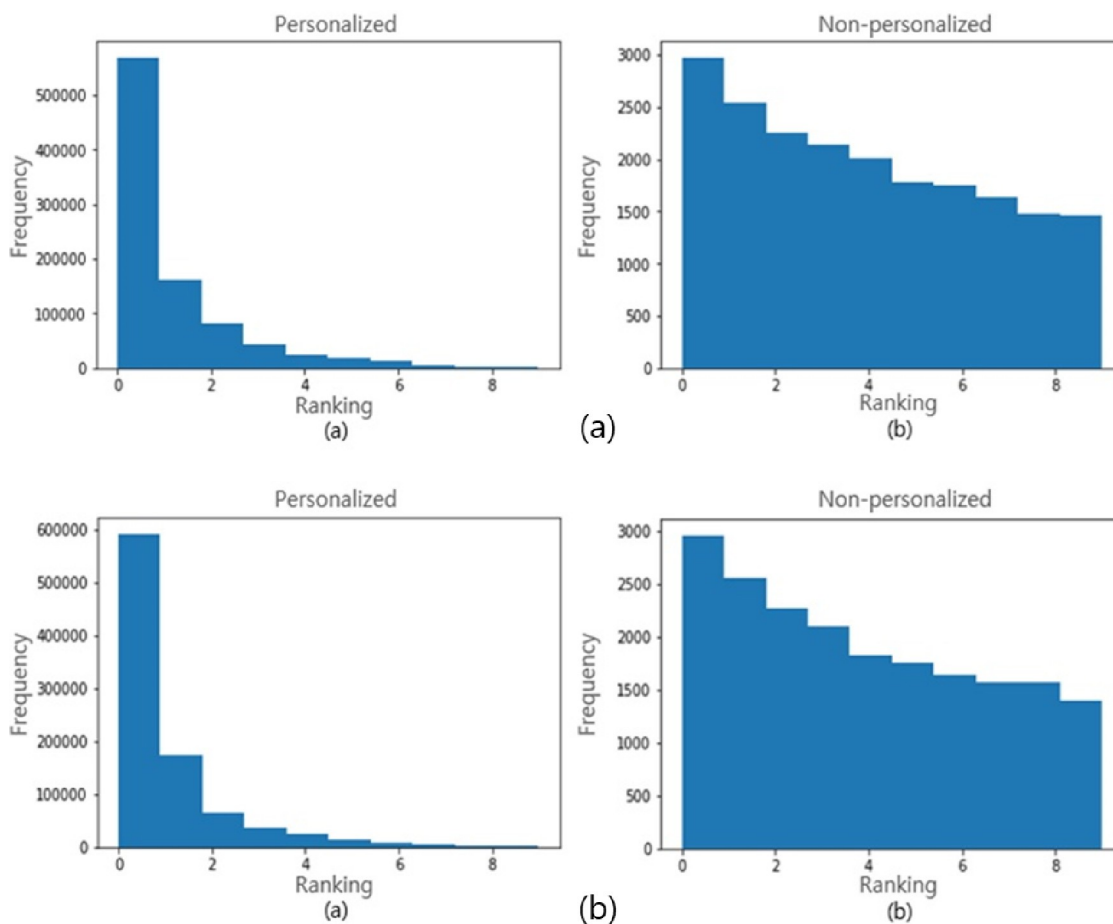 Personalized
500000
400000
300000
200000
100000
0
Frequency
0 2 4 6 8
Ranking
(a)
Non-personalized
3000
2500
2000
1500
1000
500
0
Frequency
0 2 4 6 8
Ranking
(b)
(a)
Personalized
600000
500000
400000
300000
200000
100000
0
Frequency
0 2 4 6 8
Ranking
(a)
Non-personalized
3000
2500
2000
1500
1000
500
0
Frequency
0 2 4 6 8
Ranking
(b)
(b)